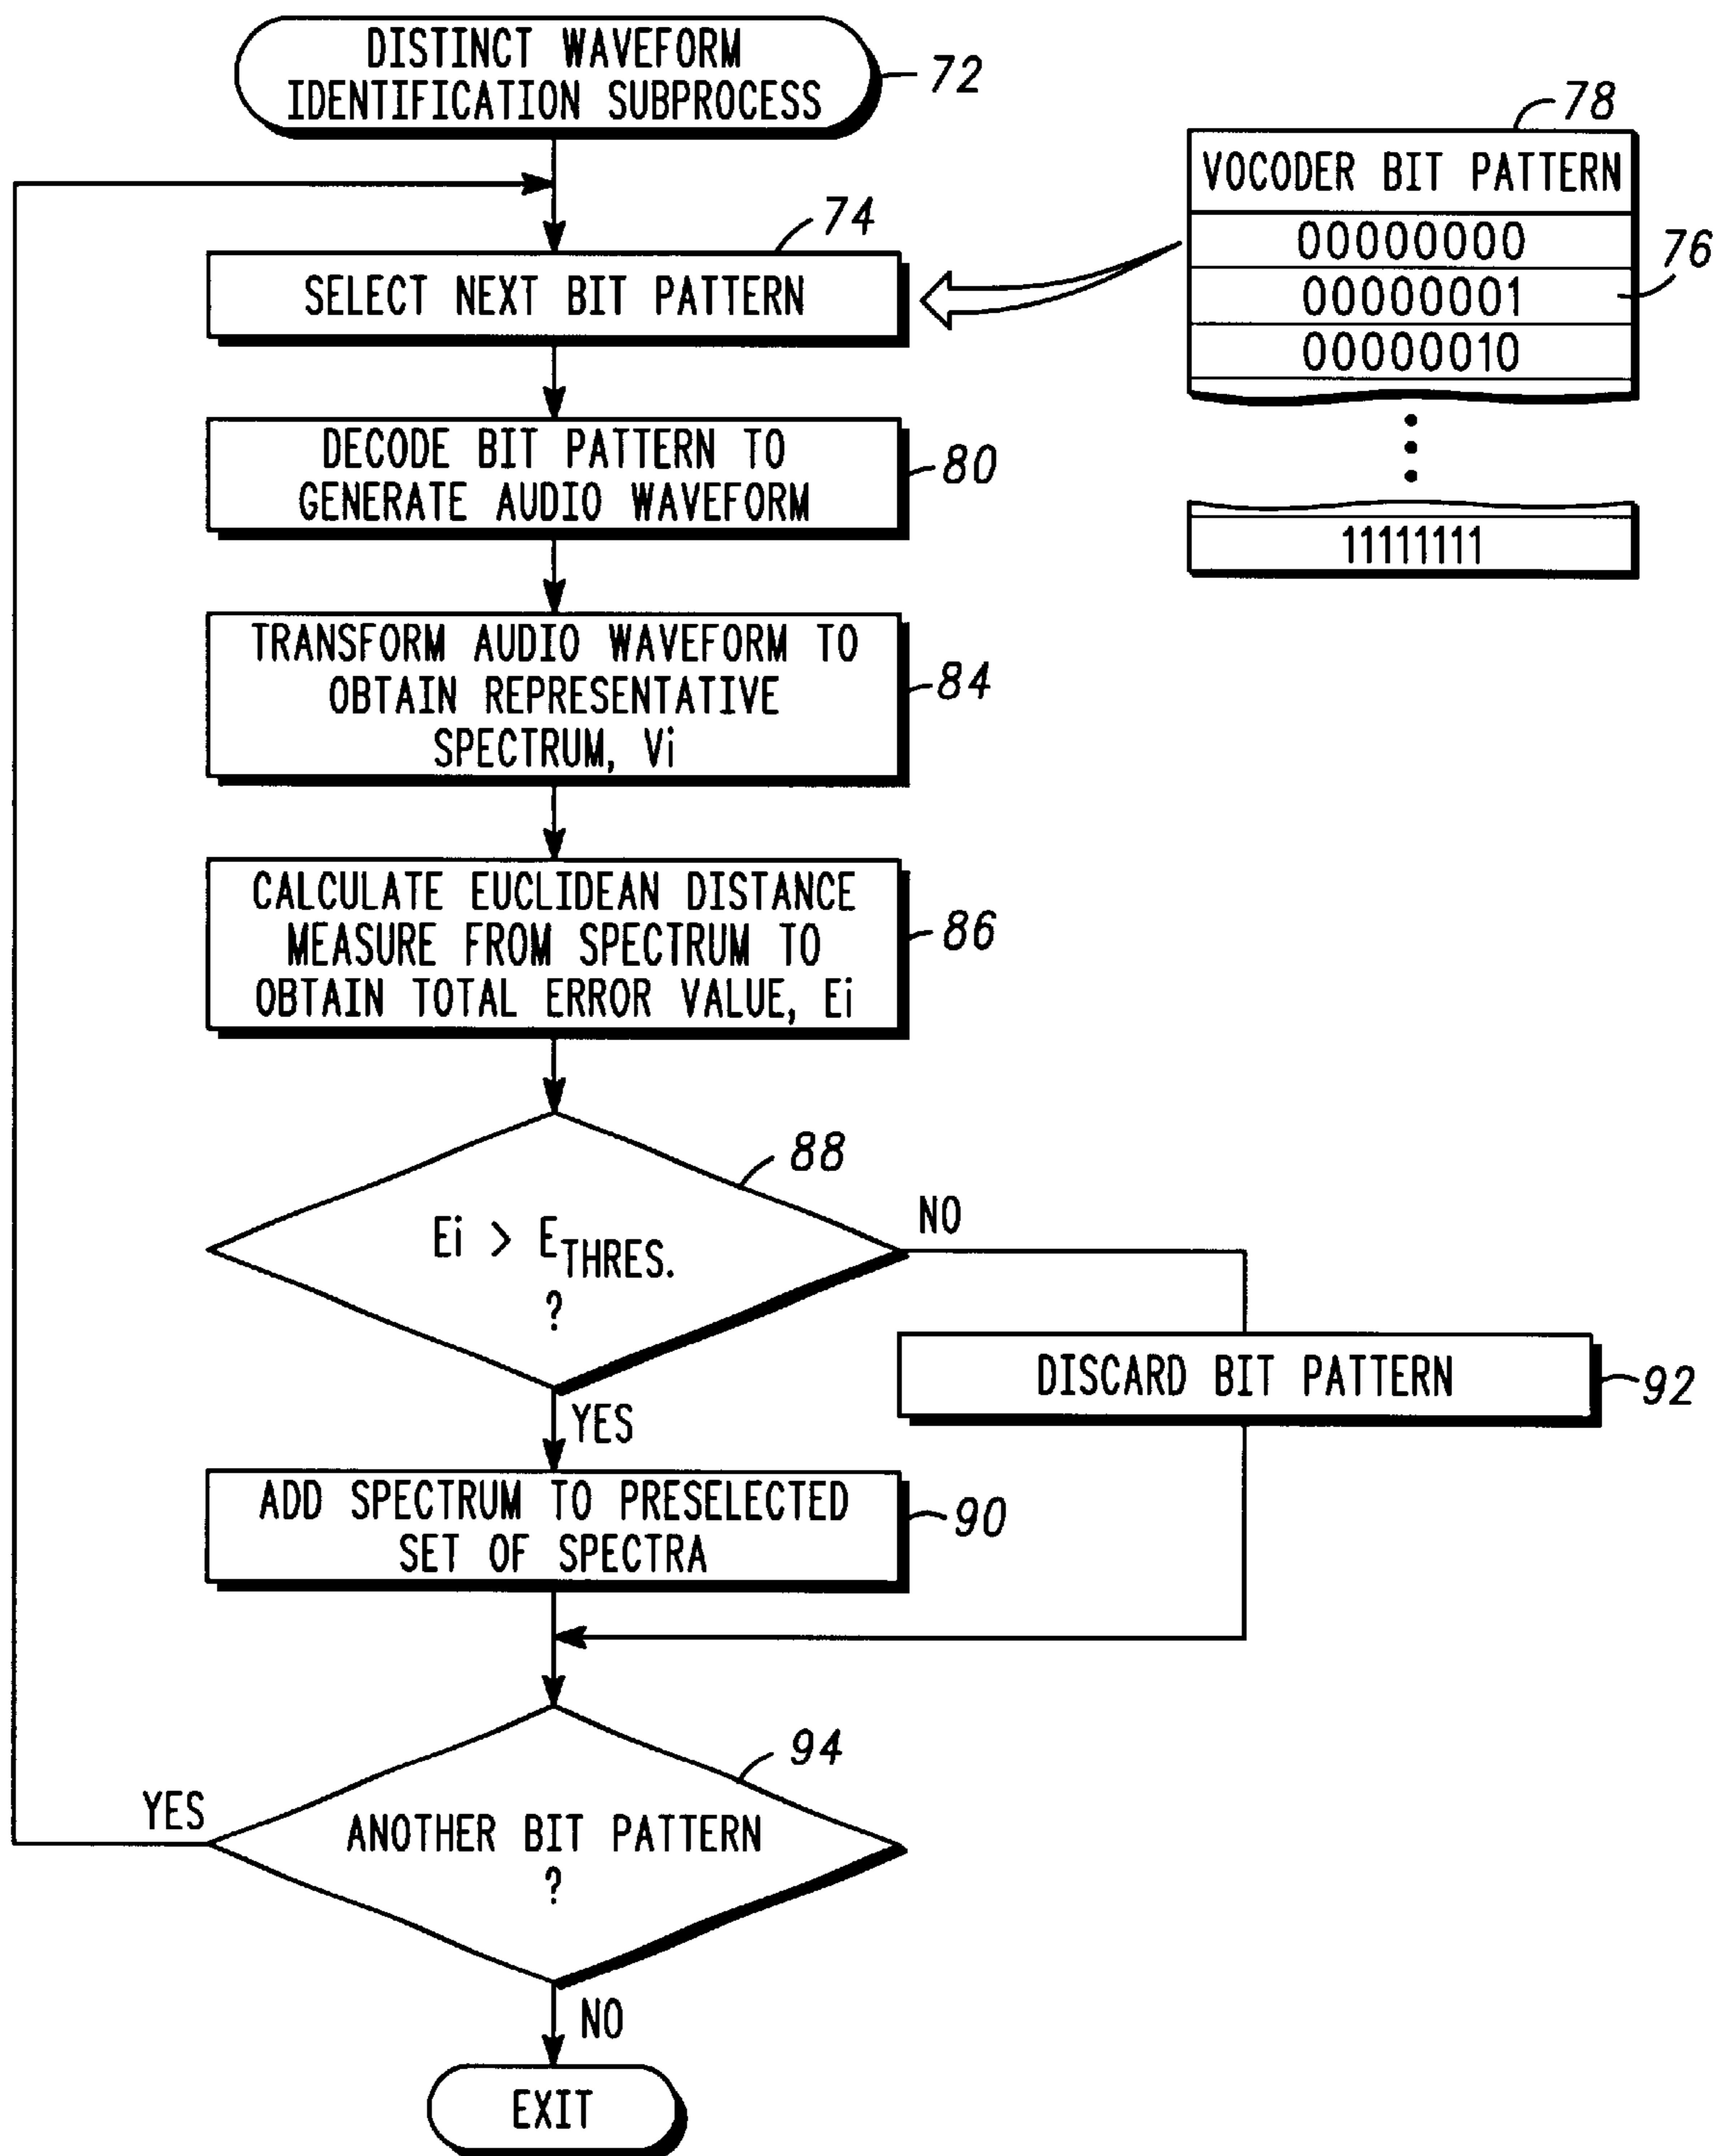 DISTINCT WAVEFORM
IDENTIFICATION SUBPROCESS
72
78
VOCODER BIT PATTERN
00000000
00000001
76
00000010
11111111
74
SELECT NEXT BIT PATTERN
DECODE BIT PATTERN TO
GENERATE AUDIO WAVEFORM
80
TRANSFORM AUDIO WAVEFORM TO
OBTAIN REPRESENTATIVE
SPECTRUM, Vi
84
CALCULATE EUCLIDEAN DISTANCE
MEASURE FROM SPECTRUM TO
OBTAIN TOTAL ERROR VALUE, Ei
86
88
Ei > E THRES.
?
NO
DISCARD BIT PATTERN
92
YES
ADD SPECTRUM TO PRESELECTED
SET OF SPECTRA
90
94
ANOTHER BIT PATTERN
?
YES
NO
EXIT